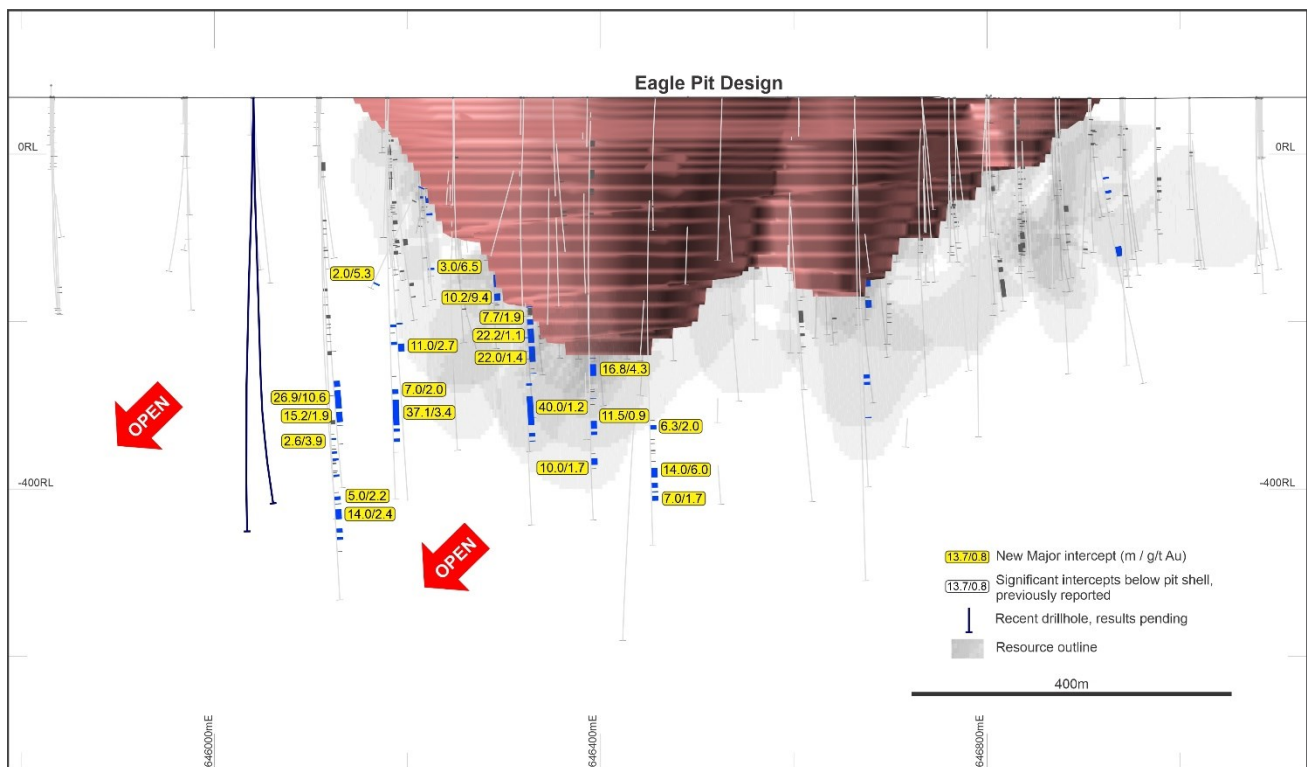 Eagle Pit Design
0RL
0RL
2.0/5.3
3.0/6.5
10.2/9.4
7.7/1.9
22.2/1.1
11.0/2.7
22.0/1.4
16.8/4.3
26.9/10.6
7.0/2.0
15.2/1.9
37.1/3.4
40.0/1.2
11.5/0.9
6.3/2.0
2.6/3.9
10.0/1.7
14.0/6.0
-400RL
-400RL
5.0/2.2
7.0/1.7
14.0/2.4
OPEN
OPEN
13.7/0.8 New Major intercept (m / g/t Au)
13.7/0.8 Significant intercepts below pit shell,
previously reported
Recent drillhole, results pending
Resource outline
400m
646000mE
646400mE
646800mE